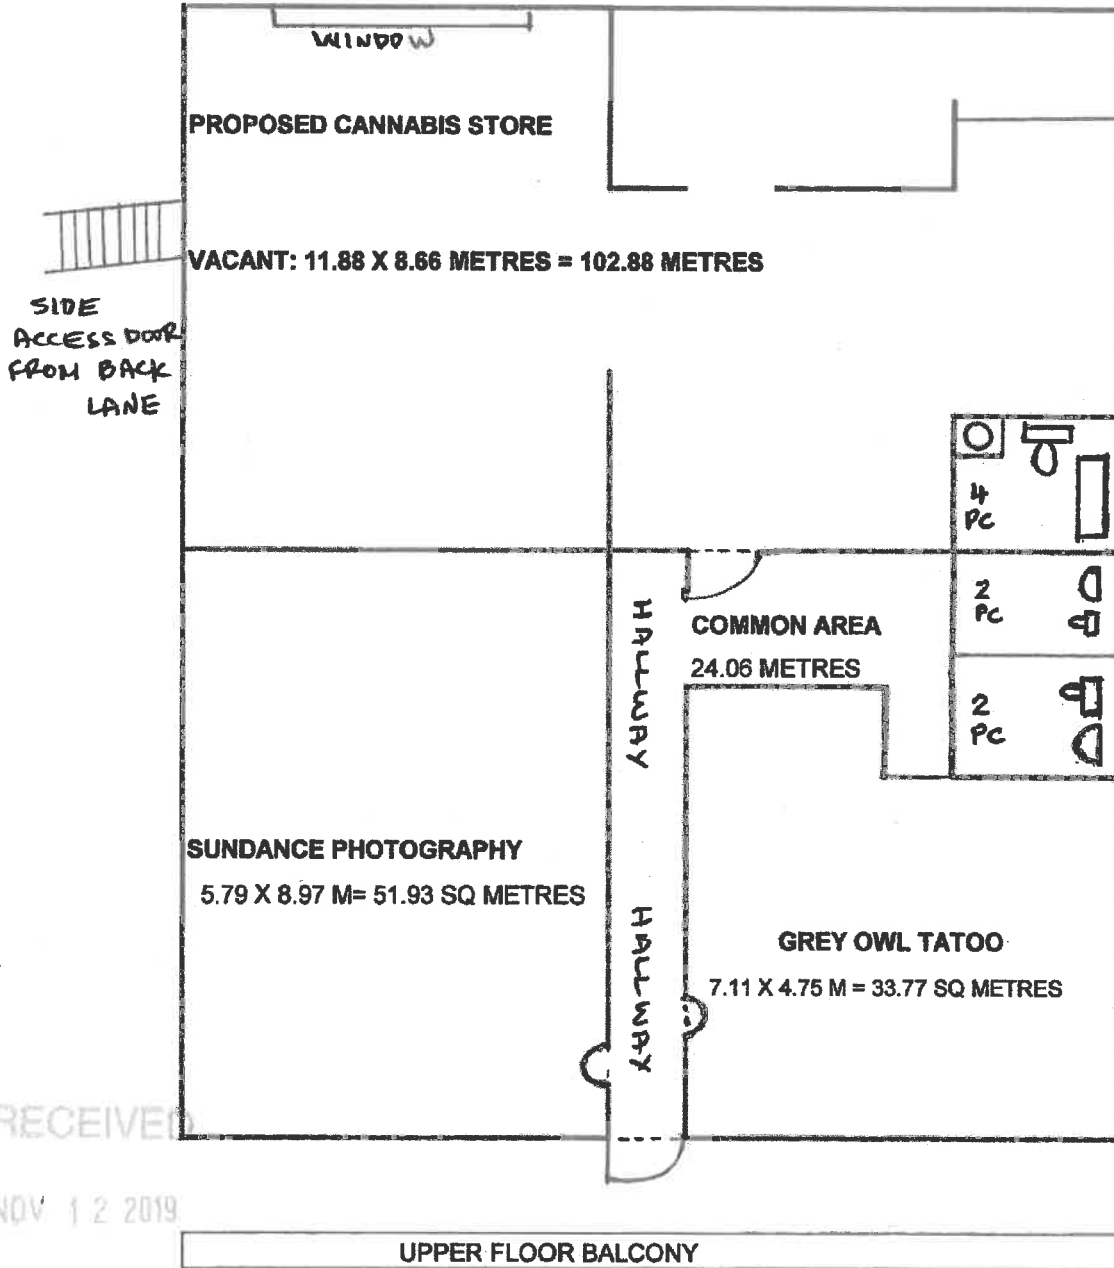 WINDOW
PROPOSED CANNABIS STORE
VACANT: 11.88 X 8.66 METRES = 102.88 METRES
SIDE
ACCESS DOOR
FROM BACK
LANE
4
PC
2
PC
HALLWAY
COMMON AREA
24.06 METRES
2
PC
SUNDANCE PHOTOGRAPHY
5.79 X 8.97 M= 51.93 SQ METRES
HALLWAY
GREY OWL TATOO
7.11 X 4.75 M = 33.77 SQ METRES
RECEIVED
NOV 12 2019
UPPER FLOOR BALCONY